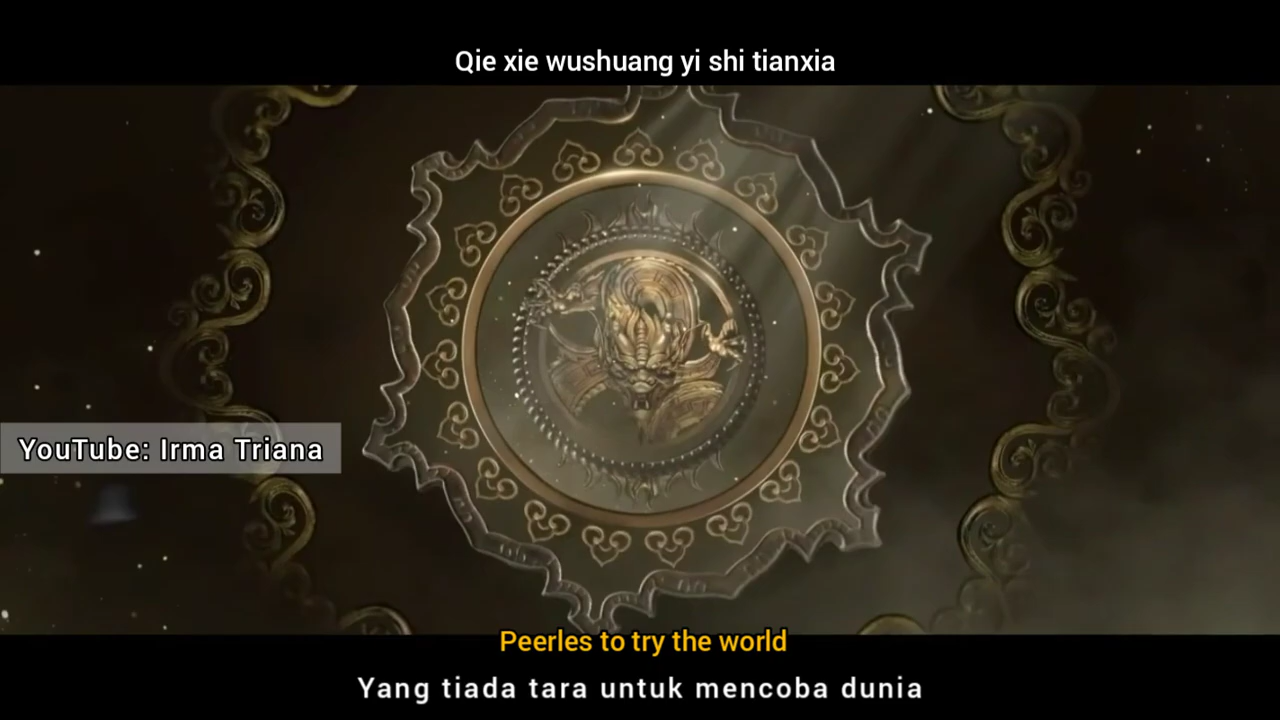 Qie xie wushuang yi shi tianxia
YouTube: Irma Triana
Peerles to try the world
Yang tiada tara untuk mencoba dunia